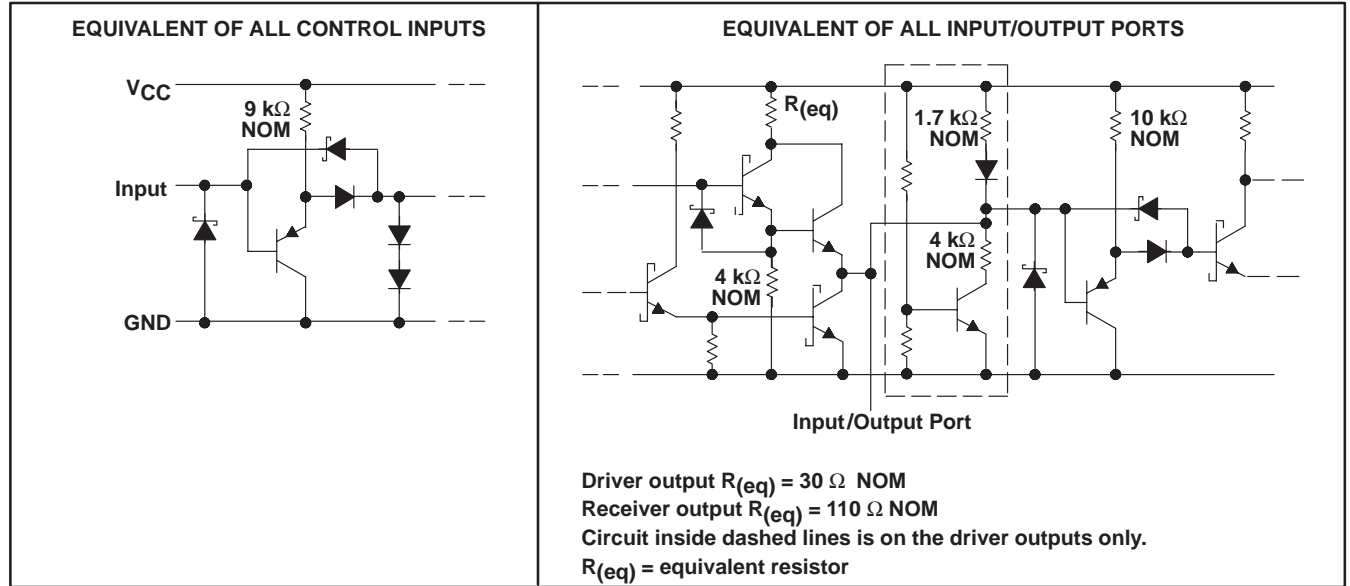 EQUIVALENT OF ALL CONTROL INPUTS
VCC
9 kΩ
NOM
Input
GND
EQUIVALENT OF ALL INPUT/OUTPUT PORTS
R(eq)
1.7 kΩ
NOM
10 kΩ
NOM
4 kΩ
NOM
4 kΩ
NOM
Input/Output Port
Driver output R(eq) = 30 Ω NOM
Receiver output R(eq) = 110 Ω NOM
Circuit inside dashed lines is on the driver outputs only.
R(eq) = equivalent resistor